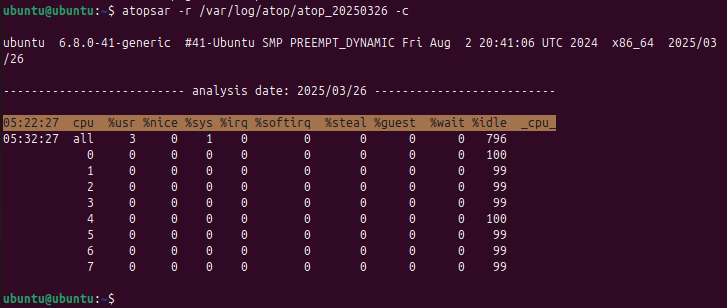 ubuntu@ubuntu:~$ atopsar -r /var/log/atop/atop_20250326 -c
ubuntu  6.8.0-41-generic  #41-Ubuntu SMP PREEMPT_DYNAMIC Fri Aug  2 20:41:06 UTC 2024  x86_64  2025/03
/26
------------------------- analysis date: 2025/03/26 -------------------------
05:22:27  cpu  %usr %nice %sys %irq %softirq  %steal %guest  %wait %idle  _cpu_
05:32:27  all     3     0    1    0        0       0      0      0   796
            0     0     0    0    0        0       0      0      0   100
            1     0     0    0    0        0       0      0      0    99
            2     0     0    0    0        0       0      0      0    99
            3     0     0    0    0        0       0      0      0    99
            4     0     0    0    0        0       0      0      0   100
            5     0     0    0    0        0       0      0      0    99
            6     0     0    0    0        0       0      0      0    99
            7     0     0    0    0        0       0      0      0    99
ubuntu@ubuntu:~$